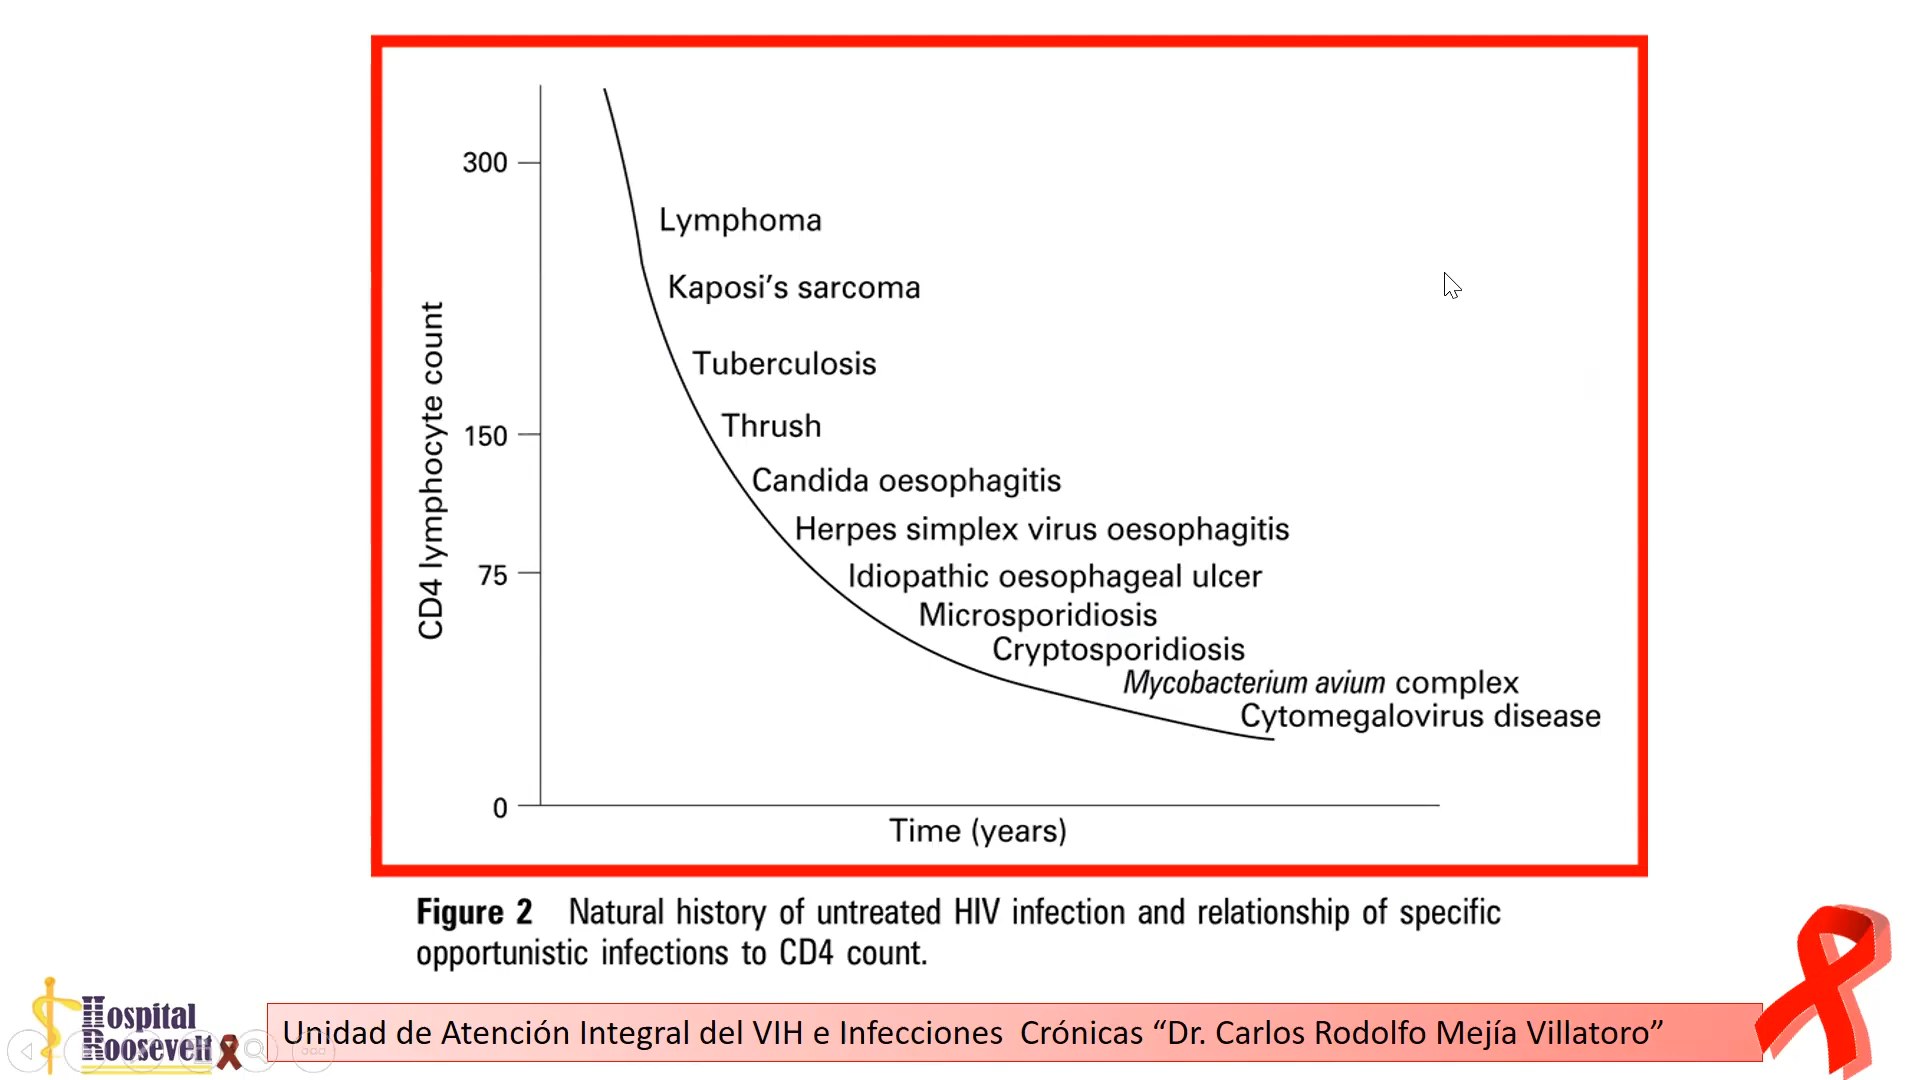 300
Lymphoma
Kaposi's sarcoma
Tuberculosis
Thrush
150
Candida oesophagitis
Herpes simplex virus oesophagitis
75
Idiopathic oesophageal ulcer
Microsporidiosis
Cryptosporidiosis
Mycobacterium avium complex
Cytomegalovirus disease
0
CD4 lymphocyte count
Time (years)
Figure 2 Natural history of untreated HIV infection and relationship of specific
opportunistic infections to CD4 count.
Hospital
Roosevelt
Unidad de Atención Integral del VIH e Infecciones Crónicas “Dr. Carlos Rodolfo Mejía Villatoro”